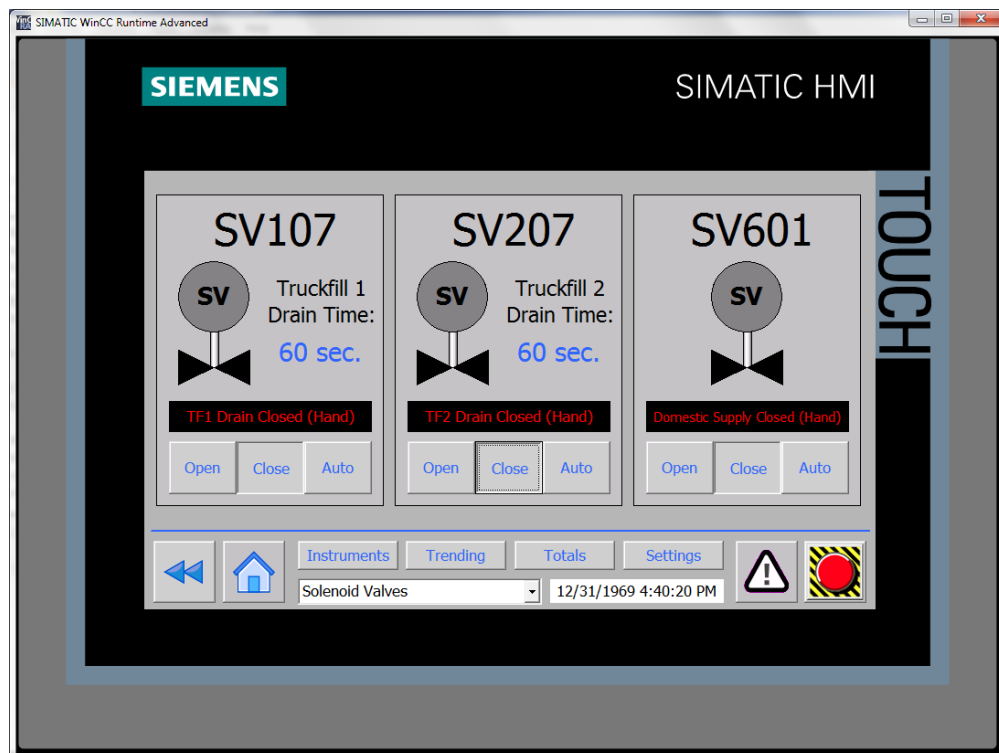 SIMATIC WinCC Runtime Advanced
SIEMENS
SIMATIC HMI
TOUCH
SV107
SV
Truckfill 1
Drain Time:
60 sec.
TF1 Drain Closed (Hand)
Open Close Auto
SV207
SV
Truckfill 2
Drain Time:
60 sec.
TF2 Drain Closed (Hand)
Open Close Auto
SV601
SV
Domestic Supply Closed (Hand)
Open Close Auto
Instruments Trending Totals Settings
Solenoid Valves 12/31/1969 4:40:20 PM